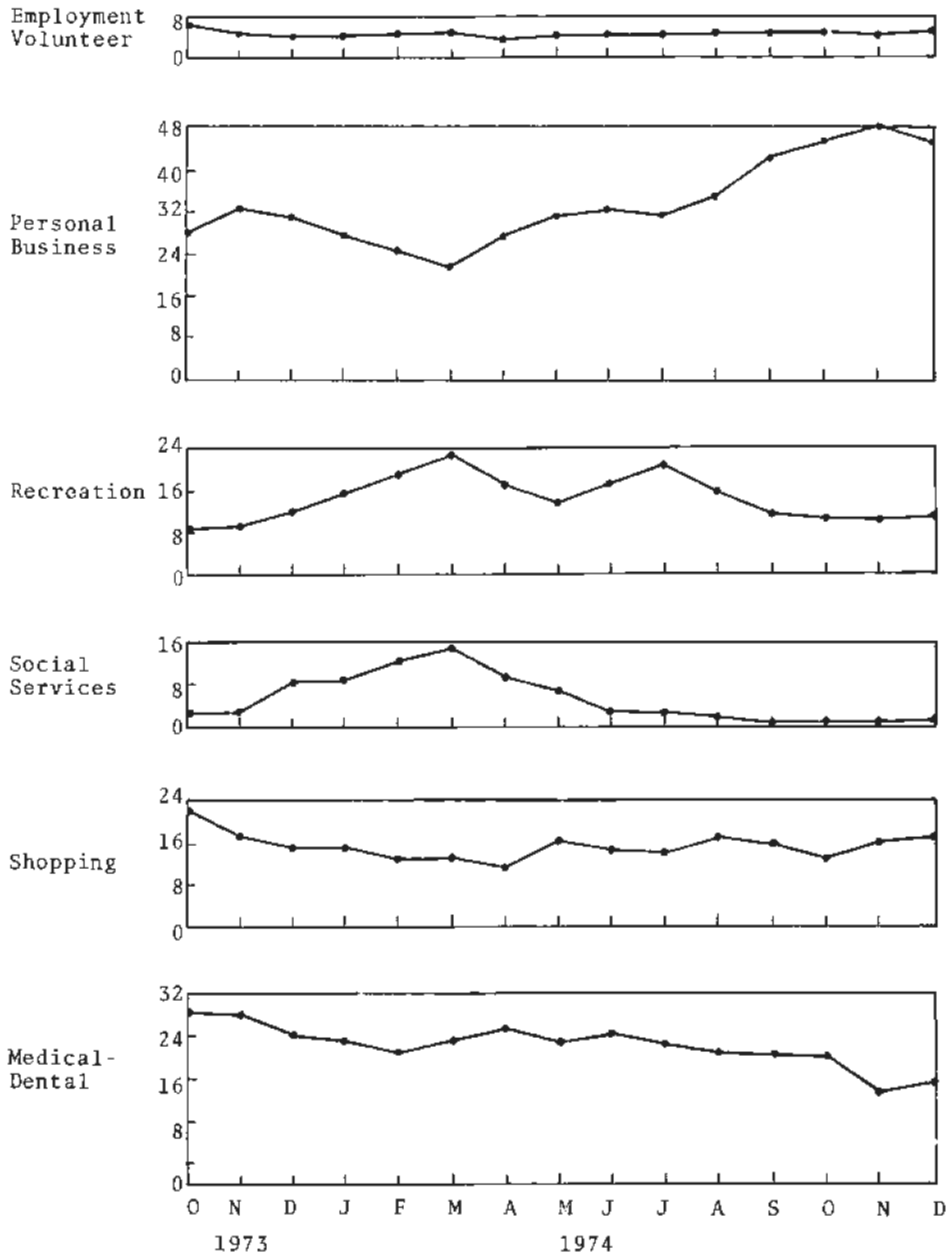 Employment
Volunteer
8
0
Personal
Business
48
40
32
24
16
8
0
Recreation
24
16
8
0
Social
Services
16
8
0
Shopping
24
16
8
0
Medical-
Dental
32
24
16
8
0
O N D J F M A M J J A S O N D
1973 1974